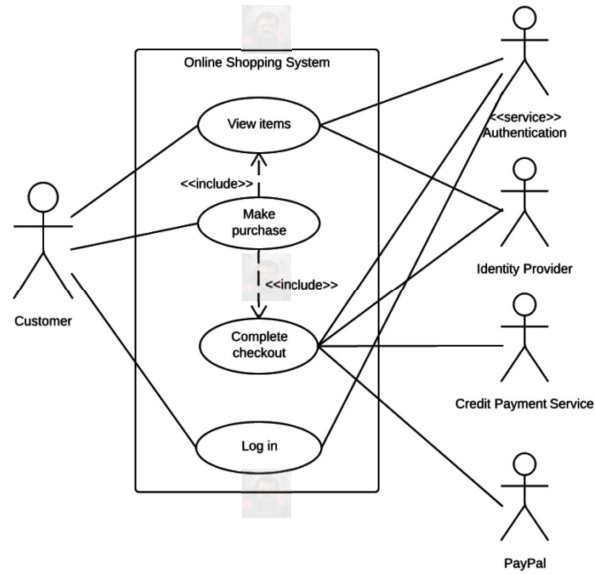 Online Shopping System
View items
<<include>>
Make
purchase
<<include>>
Complete
checkout
Log in
Customer
<<service>>
Authentication
Identity Provider
Credit Payment Service
PayPal